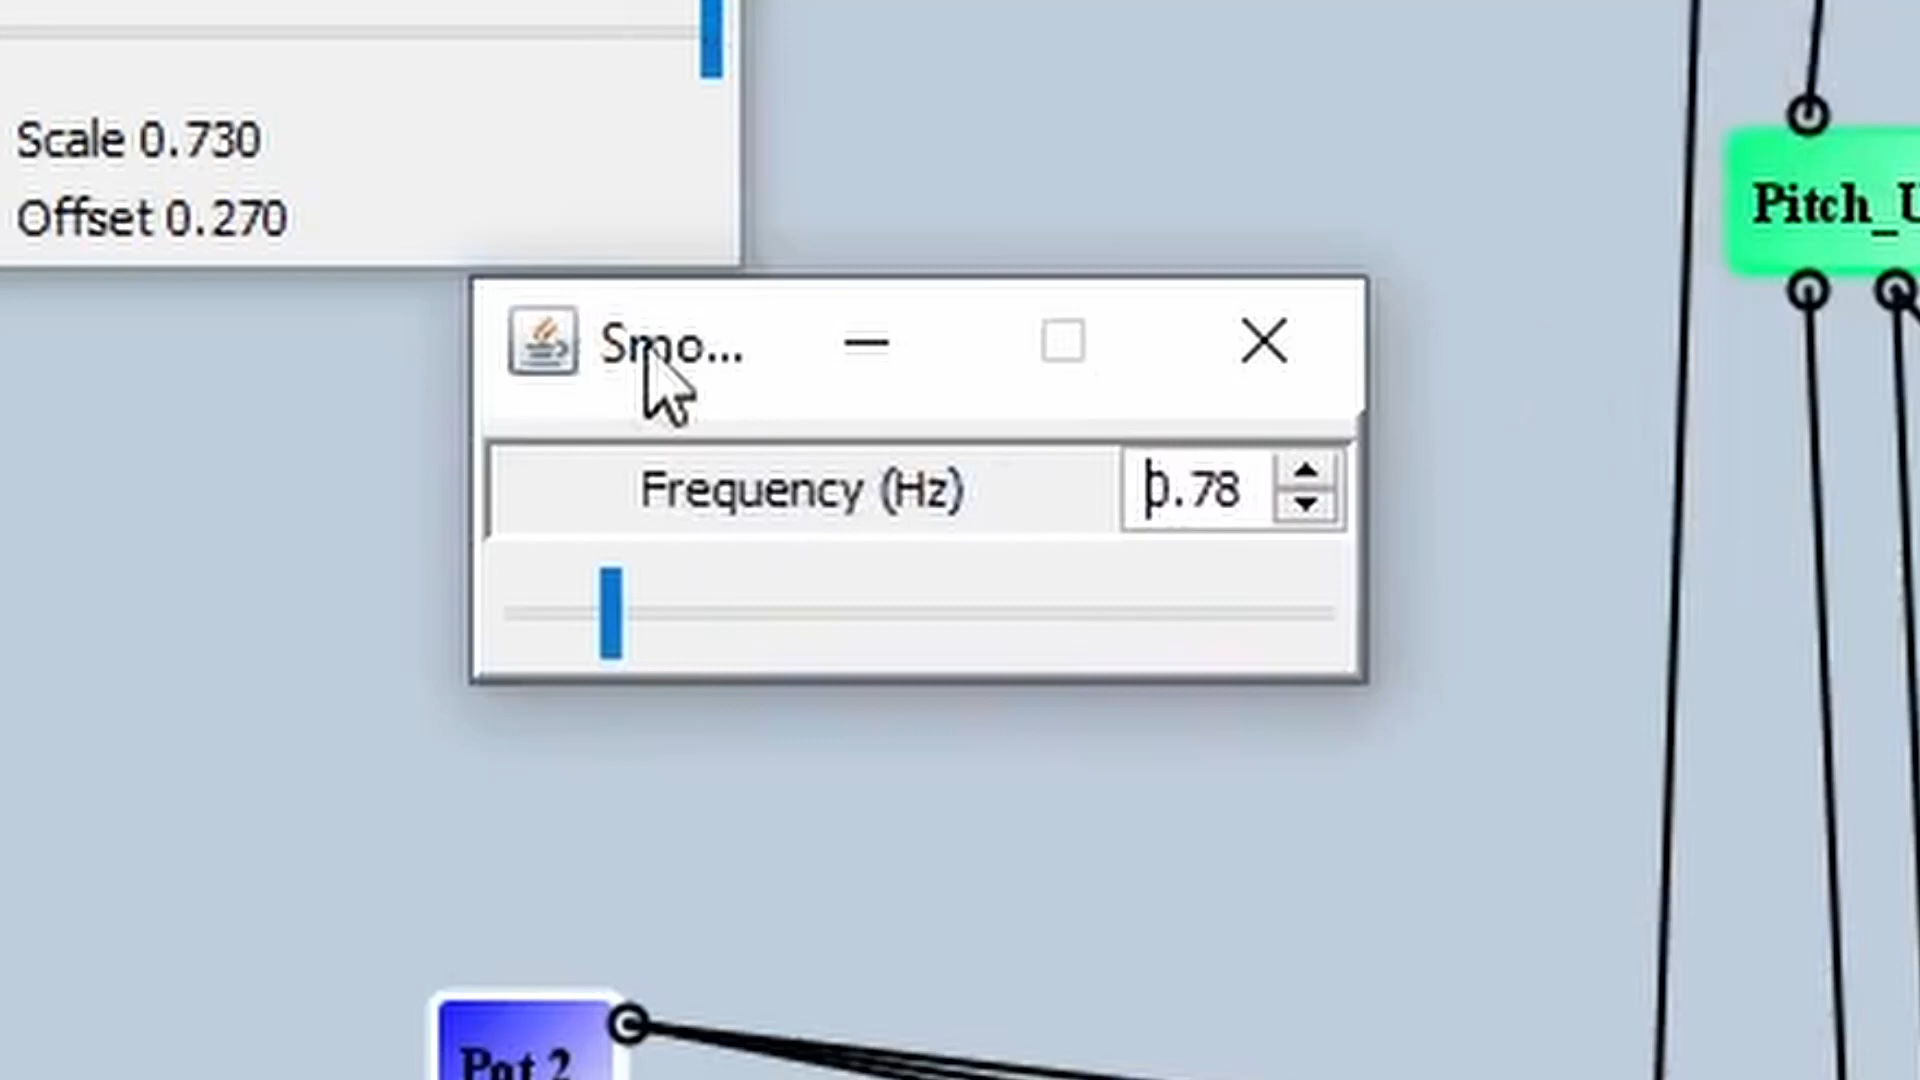 Scale 0.730
Offset 0.270
Pitch_U
Smo...
Frequency (Hz) 0.78
Pot 2